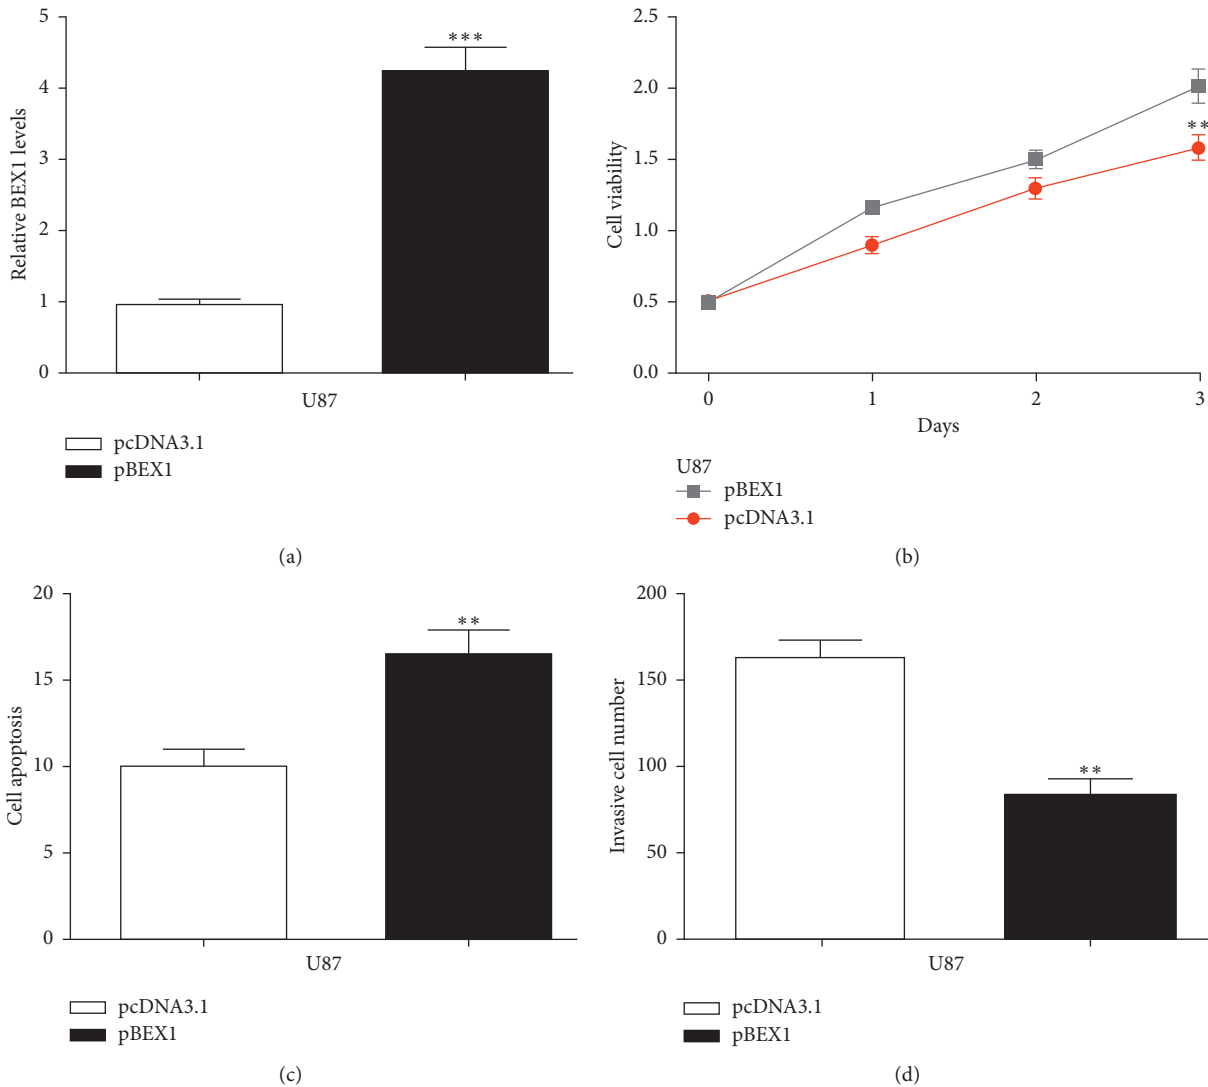 5
4
3
2
1
0
Relative BEX1 levels
***
U87
pcDNA3.1
pBEX1
(a)
2.5
2.0
1.5
1.0
0.5
0.0
Cell viability
**
0 1 2 3
Days
U87
pBEX1
pcDNA3.1
(b)
20
15
10
5
0
Cell apoptosis
**
U87
pcDNA3.1
pBEX1
(c)
200
150
100
50
0
Invasive cell number
**
U87
pcDNA3.1
pBEX1
(d)